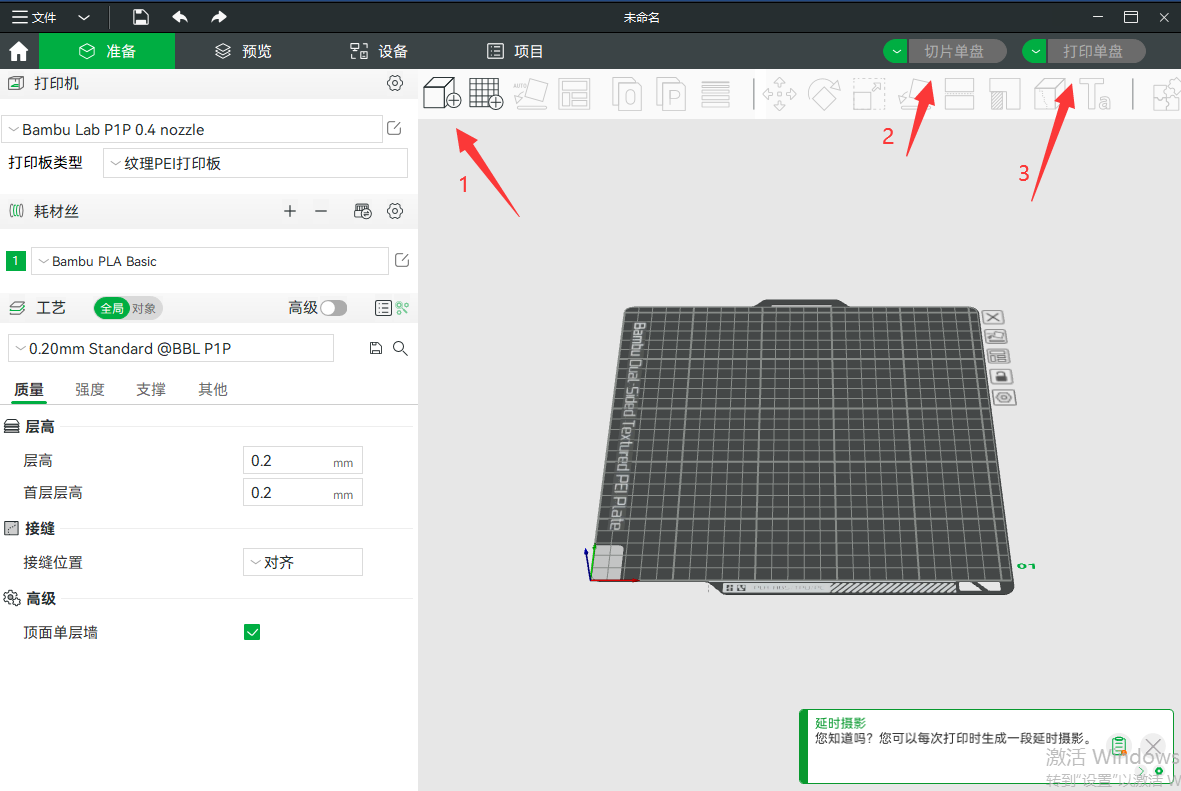 文件
未命名
准备
预览
设备
项目
切片单盘
打印单盘
打印机
AUTO
O
P
Ta
Bambu Lab P1P 0.4 nozzle
2
打印板类型
纹理PEI打印板
1
3
耗材丝
1
Bambu PLA Basic
工艺
全局
对象
高级
0.20mm Standard @BBL P1P
Bambu Dual-Sided Textured PEI Plate
质量
强度
支撑
其他
层高
层高
0.2 mm
首层层高
0.2 mm
接缝
接缝位置
对齐
01
高级
顶面单层墙
延时摄影
您知道吗？您可以每次打印时生成一段延时摄影。
激活 Windows
转到“设置”以激活 W